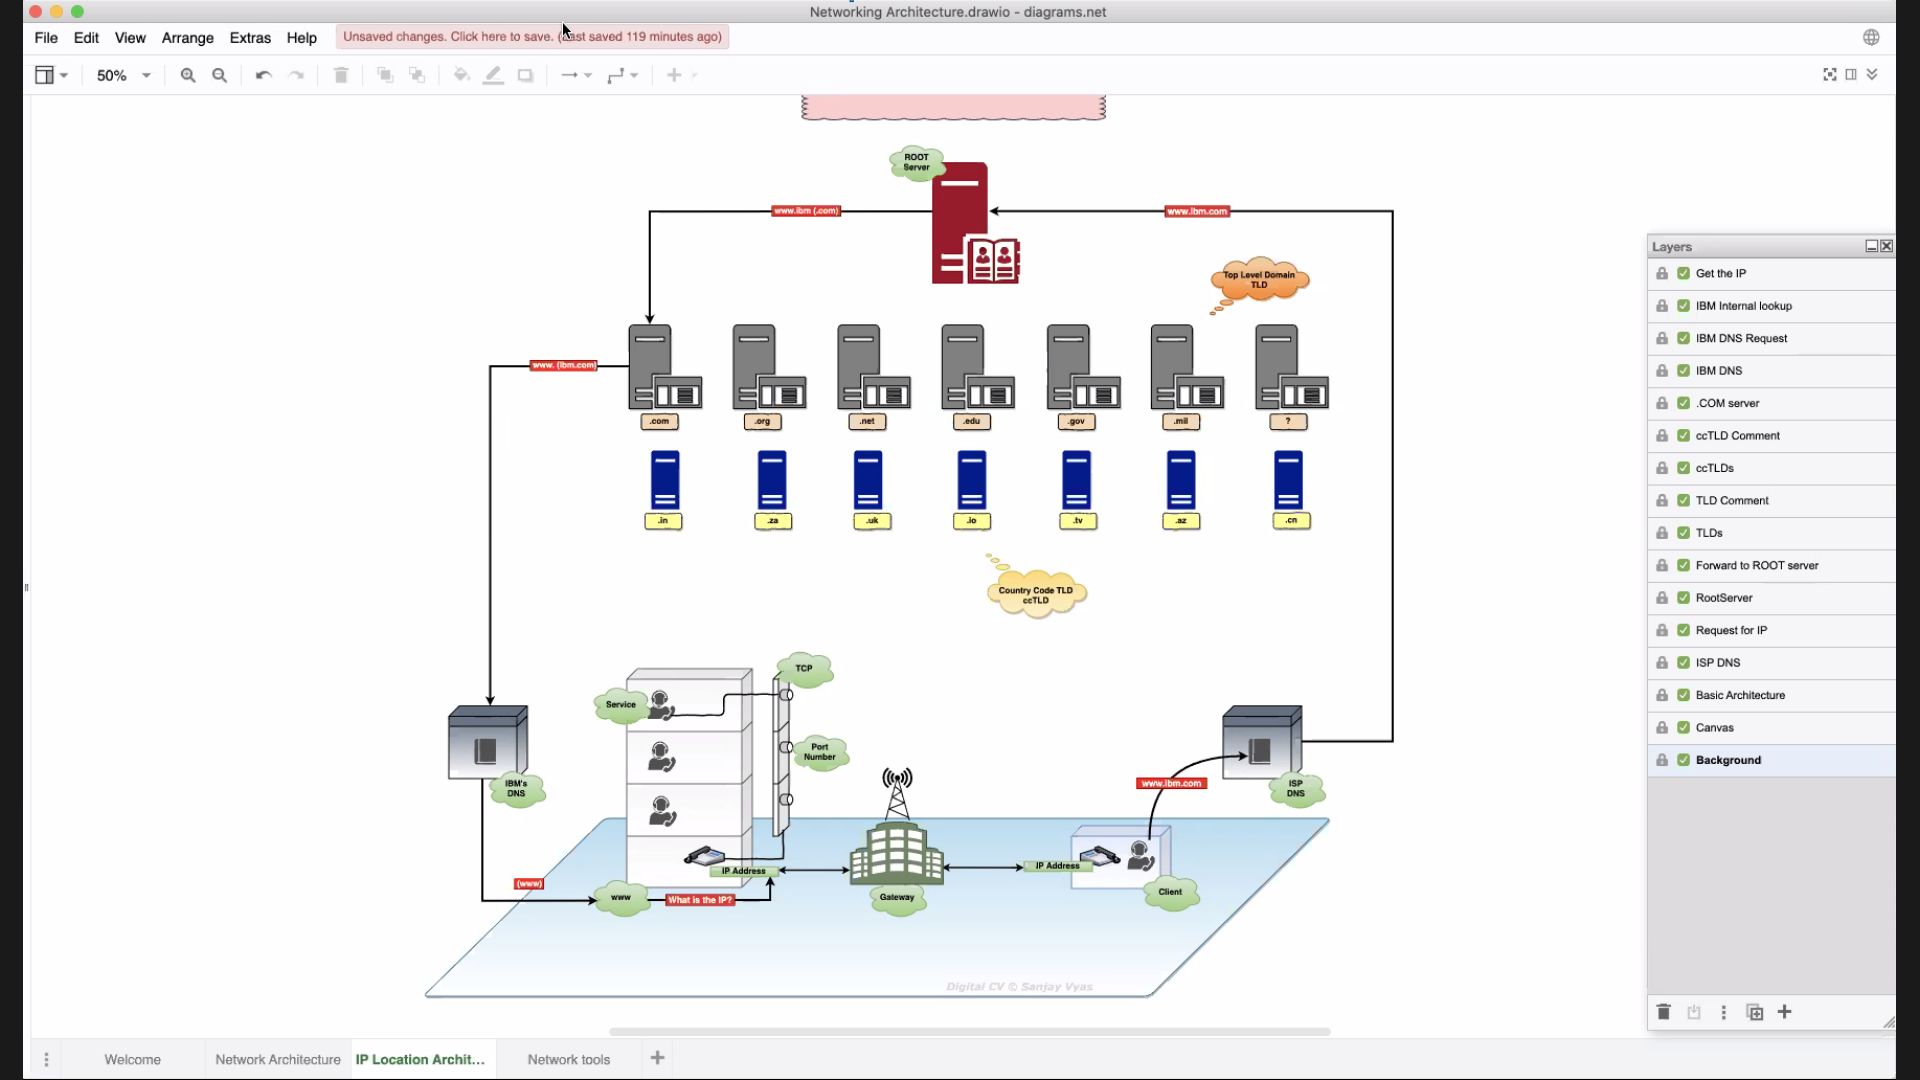 Networking Architecture.drawio - diagrams.net
File Edit View Arrange Extras Help
Unsaved changes. Click here to save. (Last saved 119 minutes ago)
50%
ROOT
Server
www.ibm (.com)
www.ibm.com
Top Level Domain
TLD
www. (ibm.com)
.com .org .net .edu .gov .mil ?
.in .za .uk .io .tv .az .cn
Country Code TLD
ccTLD
TCP
Service
Port
Number
IBM's
DNS
www.ibm.com
ISP
DNS
IP Address
IP Address
(www)
www
What is the IP?
Gateway
Client
Digital CV © Sanjay Vyas
Layers
Get the IP
IBM Internal lookup
IBM DNS Request
IBM DNS
.COM server
ccTLD Comment
ccTLDs
TLD Comment
TLDs
Forward to ROOT server
RootServer
Request for IP
ISP DNS
Basic Architecture
Canvas
Background
Welcome Network Architecture IP Location Archit... Network tools